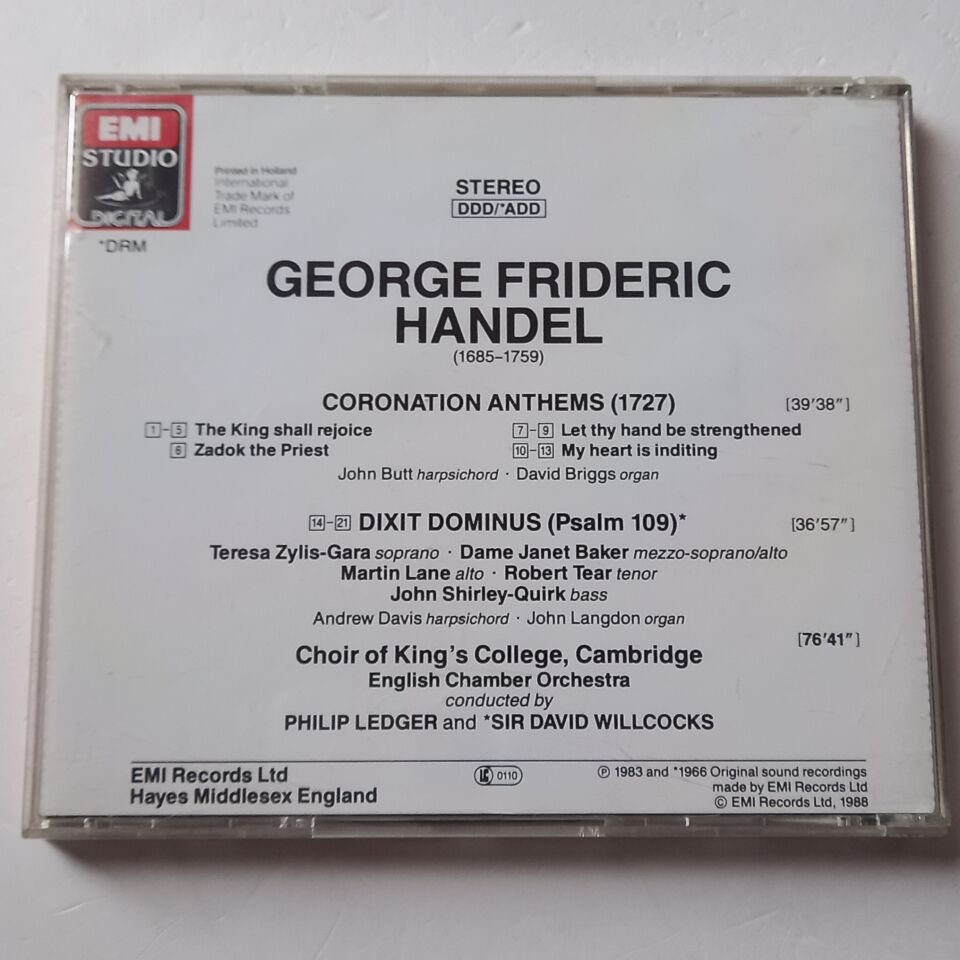 EMI
STUDIO
DIGITAL
*DRM
Printed in Holland
International
Trade Mark of
EMI Records
Limited
STEREO
DDD/*ADD
GEORGE FRIDERIC
HANDEL
(1685–1759)
CORONATION ANTHEMS (1727) [39'38"]
1–5 The King shall rejoice 7–9 Let thy hand be strengthened
6 Zadok the Priest 10–13 My heart is inditing
John Butt harpsichord · David Briggs organ
14–21 DIXIT DOMINUS (Psalm 109)* [36'57"]
Teresa Zylis-Gara soprano · Dame Janet Baker mezzo-soprano/alto
Martin Lane alto · Robert Tear tenor
John Shirley-Quirk bass
Andrew Davis harpsichord · John Langdon organ
[76'41"]
Choir of King's College, Cambridge
English Chamber Orchestra
conducted by
PHILIP LEDGER and *SIR DAVID WILLCOCKS
EMI Records Ltd
Hayes Middlesex England
LC 0110
℗ 1983 and *1966 Original sound recordings
made by EMI Records Ltd
© EMI Records Ltd, 1988